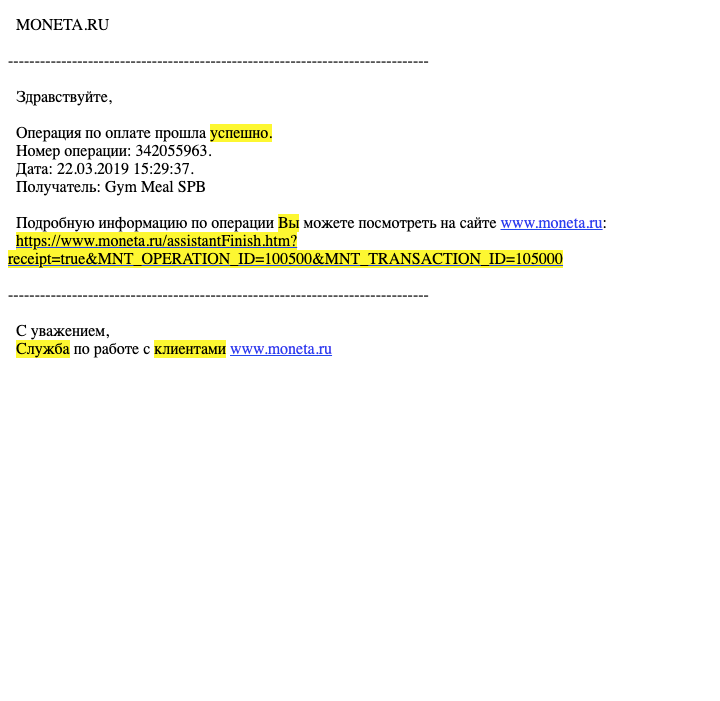 MONETA.RU
------------------------------------------------------------------------------
Здравствуйте,
Операция по оплате прошла успешно.
Номер операции: 342055963.
Дата: 22.03.2019 15:29:37.
Получатель: Gym Meal SPB
Подробную информацию по операции Вы можете посмотреть на сайте www.moneta.ru:
https://www.moneta.ru/assistantFinish.htm?
receipt=true&MNT_OPERATION_ID=100500&MNT_TRANSACTION_ID=105000
------------------------------------------------------------------------------
С уважением,
Служба по работе с клиентами www.moneta.ru